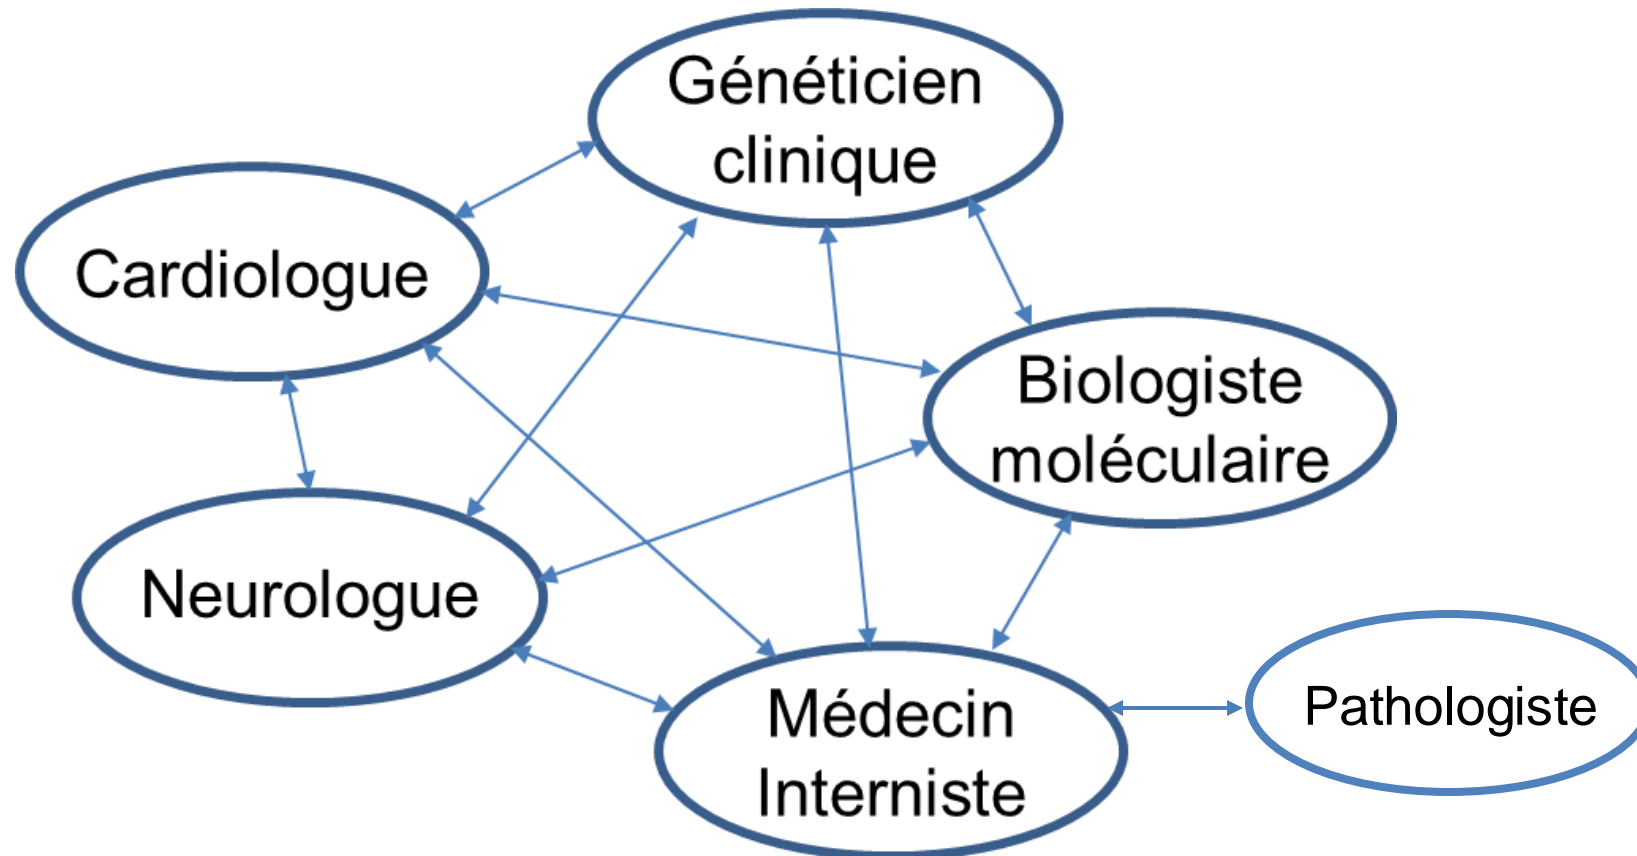 Généticien
clinique
Cardiologue
Biologiste
moléculaire
Neurologue
Médecin
Interniste
Pathologiste